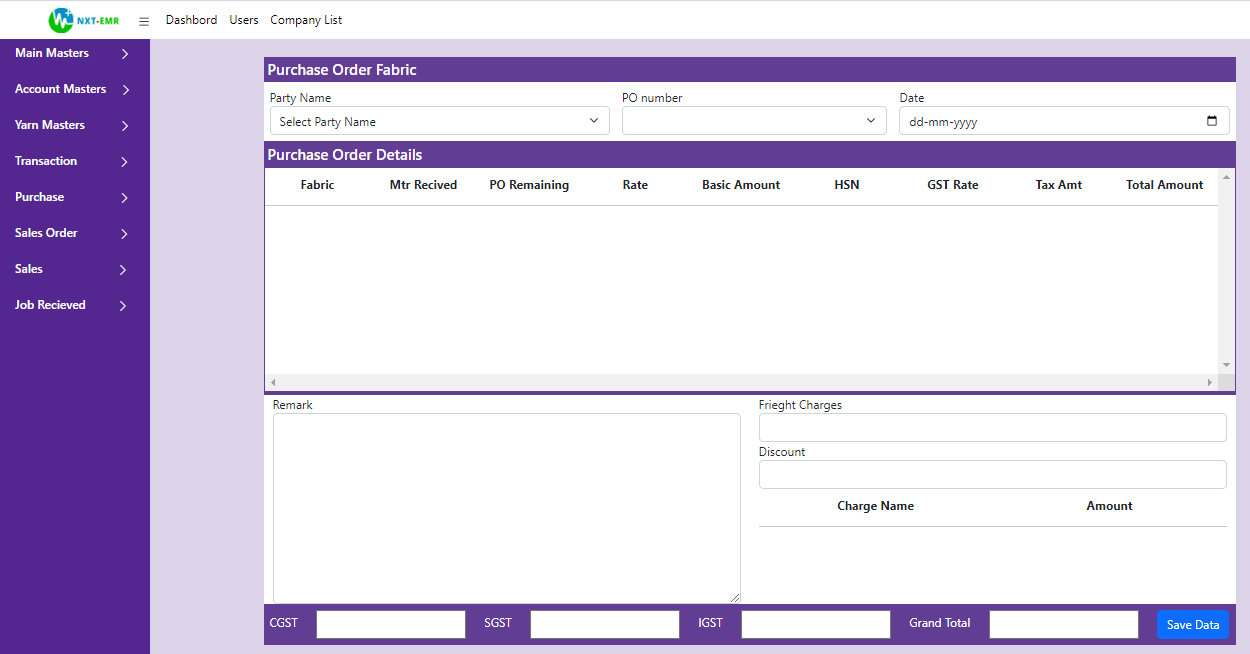 NXT-EMR Dashbord Users Company List
Main Masters
Account Masters
Yarn Masters
Transaction
Purchase
Sales Order
Sales
Job Recieved
Purchase Order Fabric
Party Name PO number Date
Select Party Name dd-mm-yyyy
Purchase Order Details
Fabric Mtr Recived PO Remaining Rate Basic Amount HSN GST Rate Tax Amt Total Amount
Remark Frieght Charges
Discount
Charge Name Amount
CGST SGST IGST Grand Total Save Data